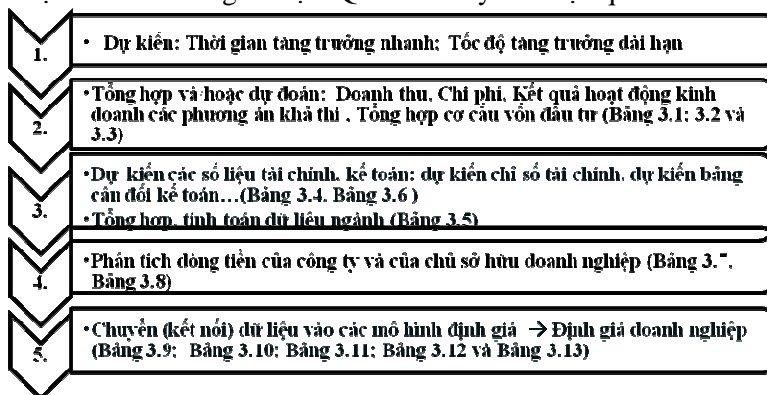 1.
• Dự kiến: Thời gian tăng trưởng nhanh; Tốc độ tăng trưởng dài hạn
2.
•Tổng hợp và hoặc dự đoán: Doanh thu, Chi phí, Kết quả hoạt động kinh
doanh các phương án khả thi . Tổng hợp cơ cấu vốn đầu tư (Bảng 3.1; 3.2 và
3.3)
3.
•Dự kiến các số liệu tài chính, kế toán: dự kiến chỉ số tài chính, dự kiến bảng
cân đối kế toán…(Bảng 3.4. Bảng 3.6 )
•Tổng hợp, tính toán dữ liệu ngành (Bảng 3.5)
4.
•Phân tích dòng tiền của công ty và của chủ sở hữu doanh nghiệp (Bảng 3.7,
Bảng 3.8)
5.
•Chuyển (kết nối) dữ liệu vào các mô hình định giá → Định giá doanh nghiệp
(Bảng 3.9; Bảng 3.10; Bảng 3.11; Bảng 3.12 và Bảng 3.13)